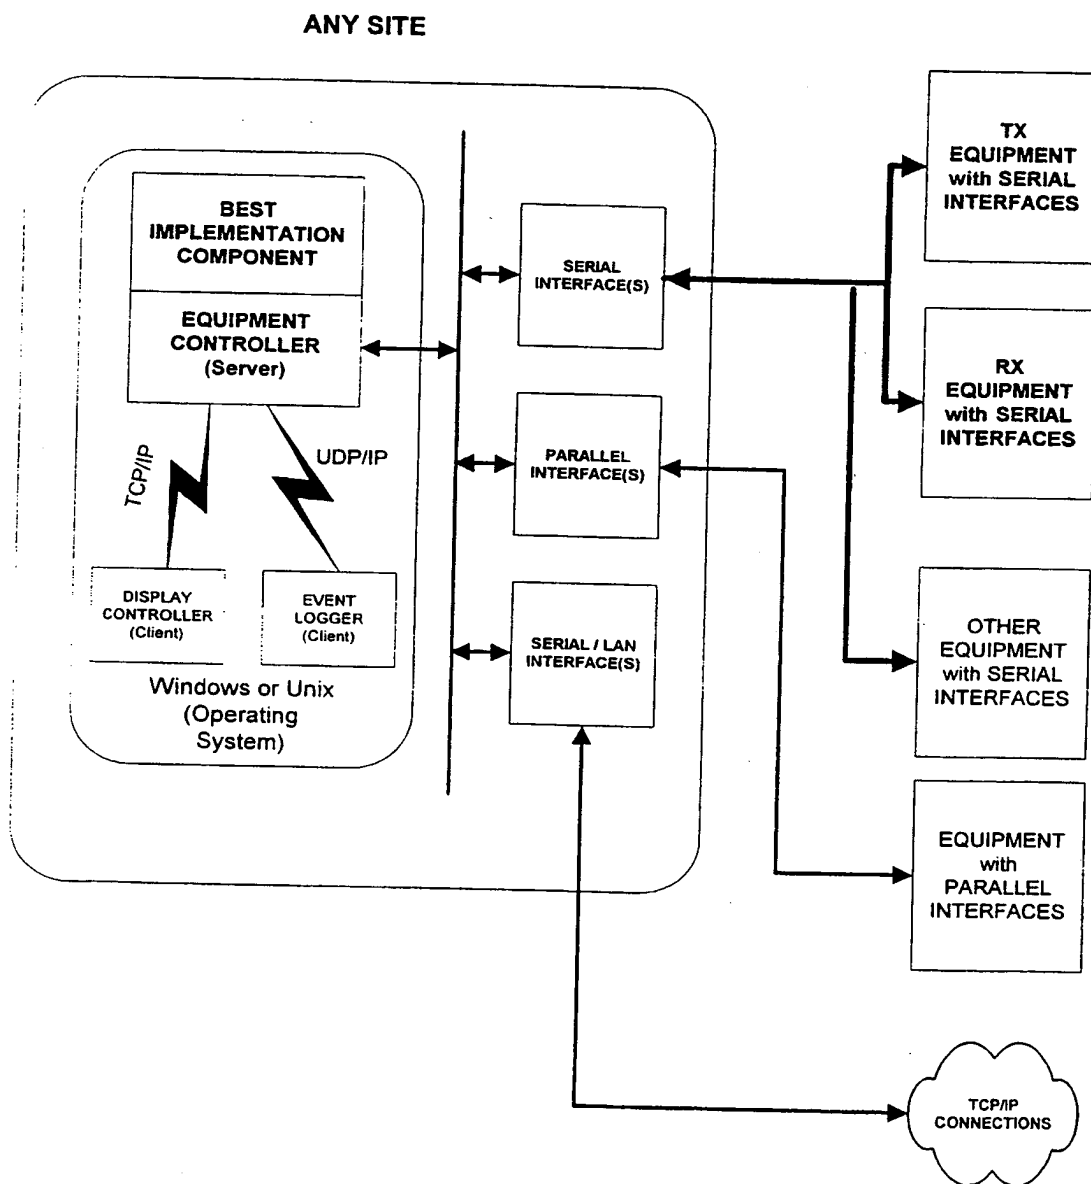 ANY SITE
BEST
IMPLEMENTATION
COMPONENT
EQUIPMENT
CONTROLLER
(Server)
TCP/IP
UDP/IP
DISPLAY
CONTROLLER
(Client)
EVENT
LOGGER
(Client)
Windows or Unix
(Operating
System)
SERIAL
INTERFACE(S)
PARALLEL
INTERFACE(S)
SERIAL / LAN
INTERFACE(S)
TX
EQUIPMENT
with SERIAL
INTERFACES
RX
EQUIPMENT
with SERIAL
INTERFACES
OTHER
EQUIPMENT
with SERIAL
INTERFACES
EQUIPMENT
with
PARALLEL
INTERFACES
TCP/IP
CONNECTIONS